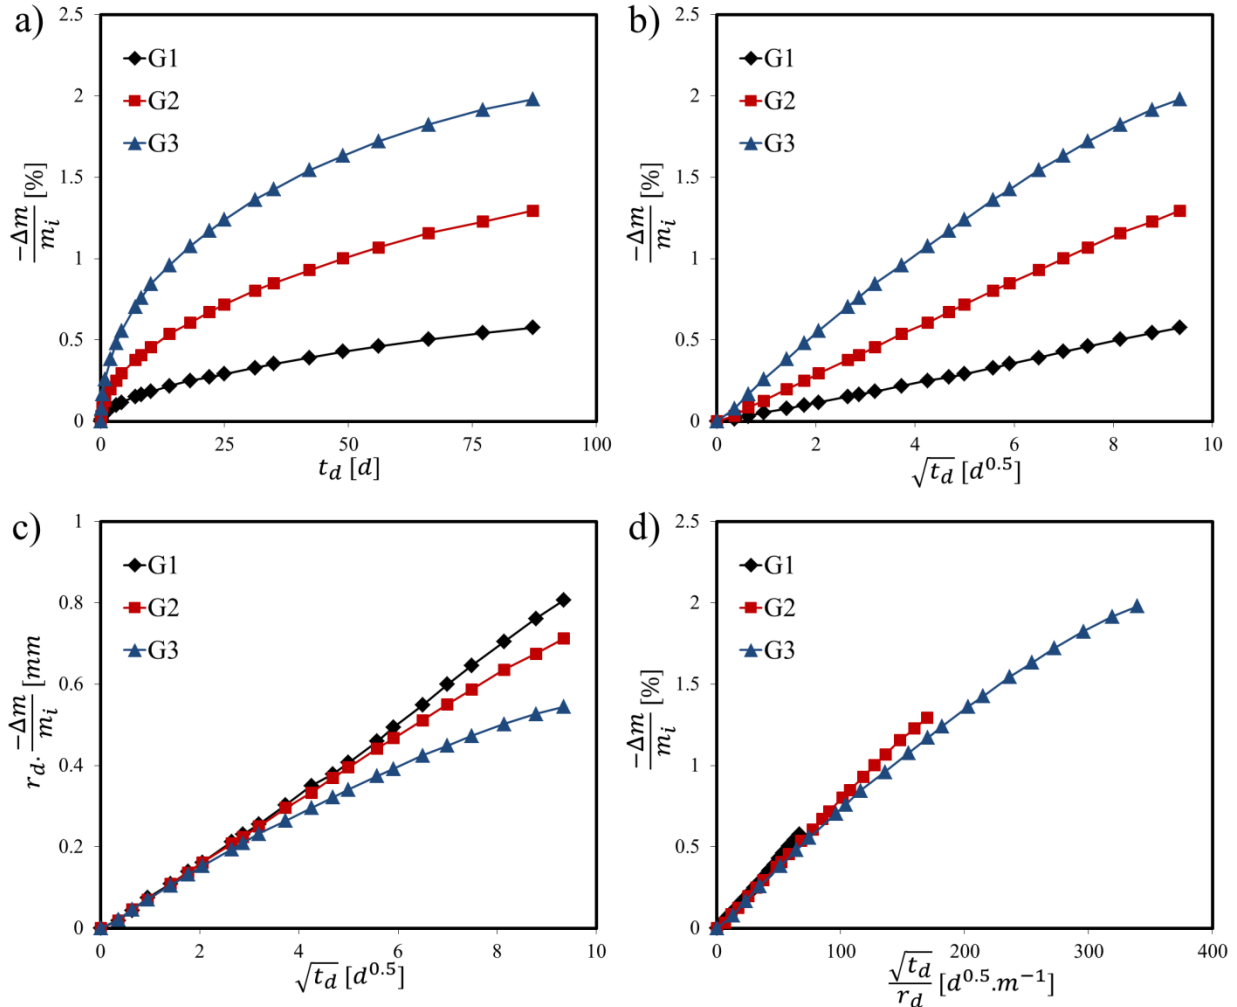 a)
2.5
2
1.5
1
0.5
0
G1
G2
G3
−Δm/m_i [%]
0 25 50 75 100
t_d [d]
b)
2.5
2
1.5
1
0.5
0
G1
G2
G3
−Δm/m_i [%]
0 2 4 6 8 10
√t_d [d^0.5]
c)
1
0.8
0.6
0.4
0.2
0
G1
G2
G3
r_d. −Δm/m_i [mm]
0 2 4 6 8 10
√t_d [d^0.5]
d)
2.5
2
1.5
1
0.5
0
G1
G2
G3
−Δm/m_i [%]
0 100 200 300 400
√t_d/r_d [d^0.5.m^−1]